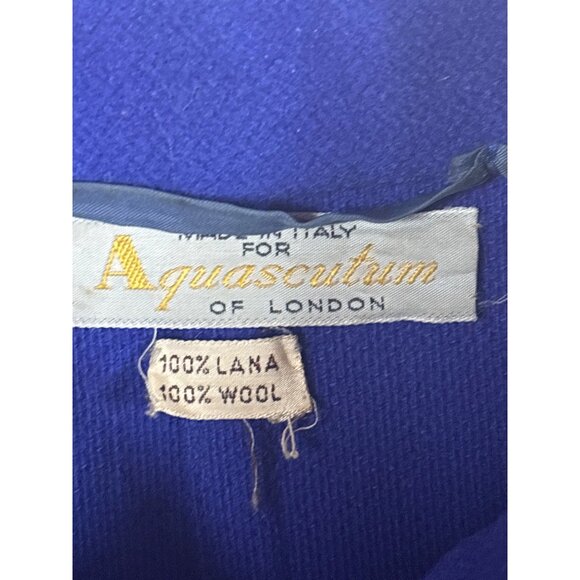 MADE IN ITALY
FOR
Aquascutum
OF LONDON
100% LANA
100% WOOL